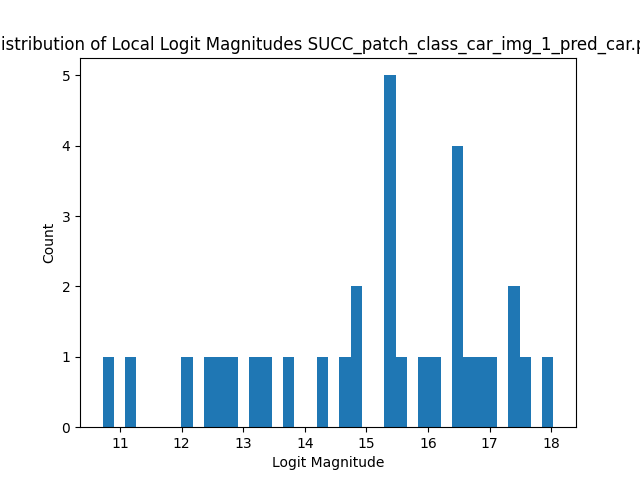 istribution of Local Logit Magnitudes SUCC_patch_class_car_img_1_pred_car.p
5
4
3
2
1
0
Count
11 12 13 14 15 16 17 18
Logit Magnitude